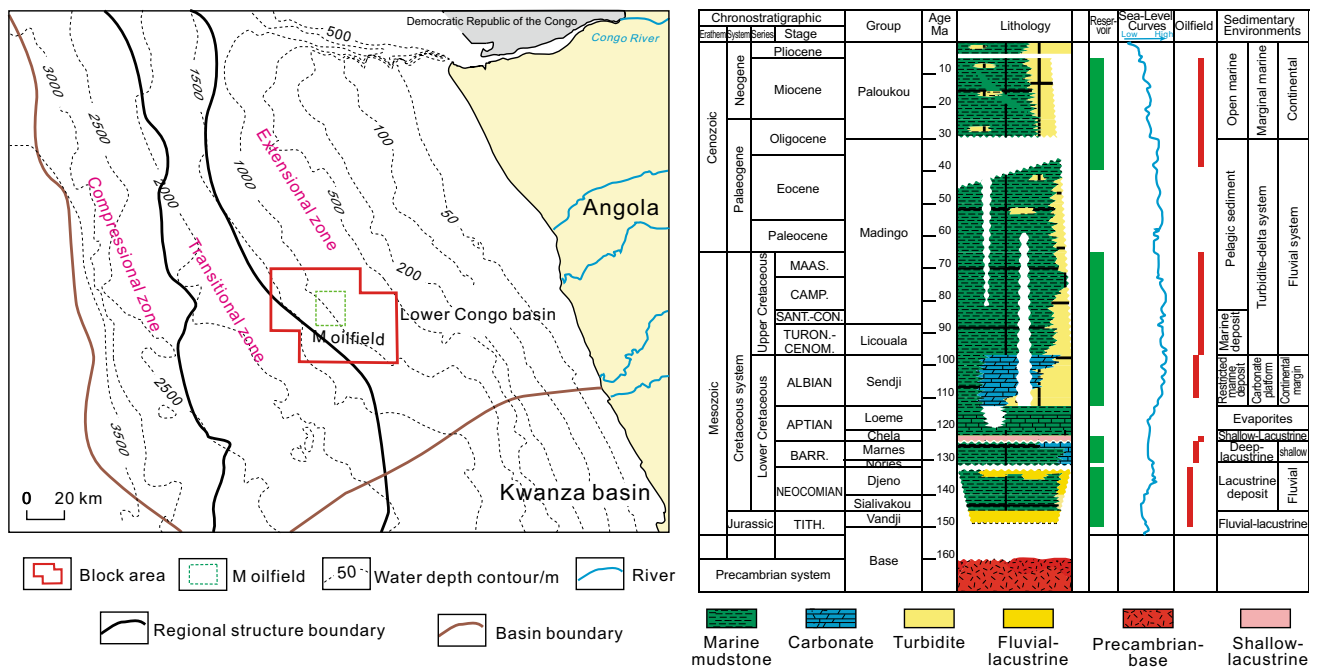 Democratic Republic of the Congo
Congo River
500
3000
2500
1500
2000
1000
100
500
50
200
2500
3500
Compressional zone
Transitional zone
Extensional zone
Angola
Lower Congo basin
M oilfield
Kwanza basin
0 20 km
Block area
M oilfield
50 Water depth contour/m
River
Regional structure boundary
Basin boundary
Chronostratigraphic
Erathem
System
Series
Stage
Group
Age
Ma
Lithology
Reser-
voir
Sea-Level
Curves
Low High
Oilfield
Sedimentary
Environments
Cenozoic
Mesozoic
Neogene
Palaeogene
Cretaceous system
Jurassic
Precambrian system
Upper Cretaceous
Lower Cretaceous
Pliocene
Miocene
Oligocene
Eocene
Paleocene
MAAS.
CAMP.
SANT.-CON.
TURON.-
CENOM.
ALBIAN
APTIAN
BARR.
NEOCOMIAN
TITH.
Paloukou
Madingo
Licouala
Sendji
Loeme
Chela
Marnes
Nories
Djeno
Sialivakou
Vandji
Base
10
20
30
40
50
60
70
80
90
100
110
120
130
140
150
160
Open marine
Marginal marine
Continental
Pelagic sediment
Turbidite-delta system
Fluvial system
Marine
deposit
Restricted
marine
deposit
Carbonate
platform
Continental
margin
Evaporites
Shallow-Lacustrine
Deep-
lacustrine
shallow
Lacustrine
deposit
Fluvial
Fluvial-lacustrine
Marine
mudstone
Carbonate
Turbidite
Fluvial-
lacustrine
Precambrian-
base
Shallow-
lacustrine